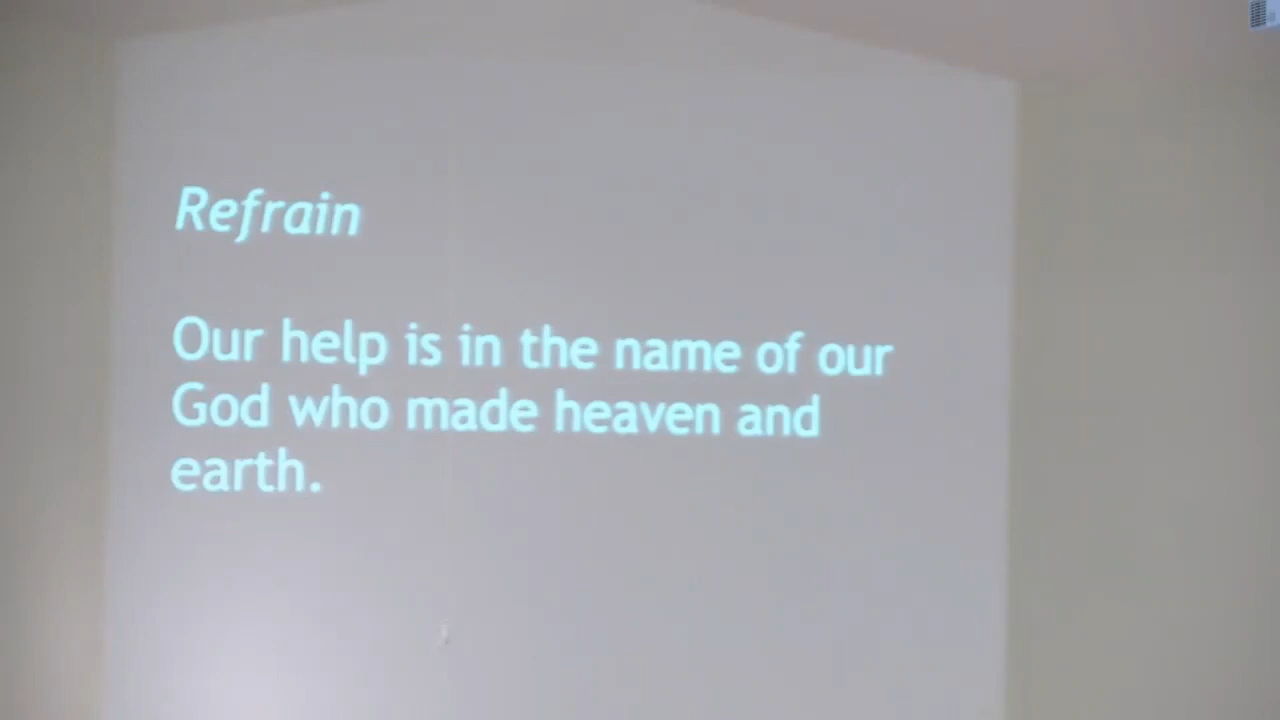 Refrain
Our help is in the name of our
God who made heaven and
earth.